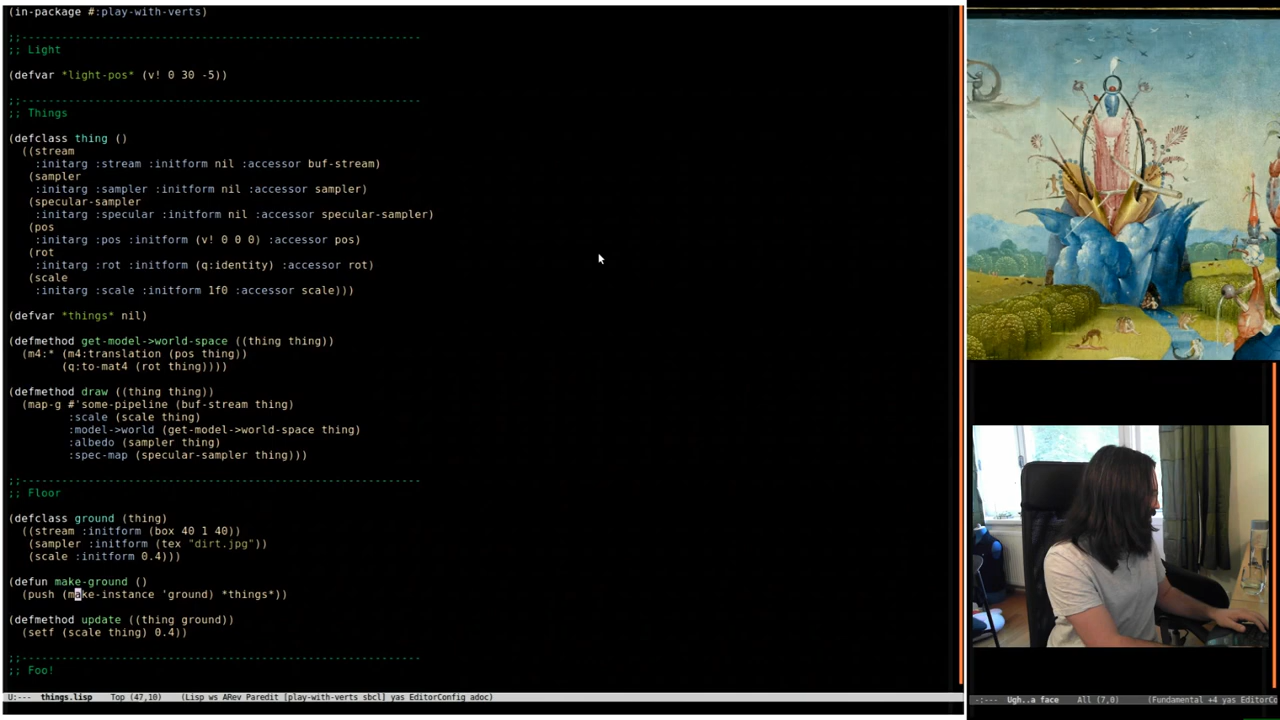 (in-package #:play-with-verts)
;;--------------------------------------------------------------
;; Light
(defvar *light-pos* (v! 0 30 -5))
;;--------------------------------------------------------------
;; Things
(defclass thing ()
((stream
:initarg :stream :initform nil :accessor buf-stream)
(sampler
:initarg :sampler :initform nil :accessor sampler)
(specular-sampler
:initarg :specular :initform nil :accessor specular-sampler)
(pos
:initarg :pos :initform (v! 0 0 0) :accessor pos)
(rot
:initarg :rot :initform (q:identity) :accessor rot)
(scale
:initarg :scale :initform 1f0 :accessor scale)))
(defvar *things* nil)
(defmethod get-model->world-space ((thing thing))
(m4:* (m4:translation (pos thing))
(q:to-mat4 (rot thing))))
(defmethod draw ((thing thing))
(map-g #'some-pipeline (buf-stream thing)
:scale (scale thing)
:model->world (get-model->world-space thing)
:albedo (sampler thing)
:spec-map (specular-sampler thing)))
;;--------------------------------------------------------------
;; Floor
(defclass ground (thing)
((stream :initform (box 40 1 40))
(sampler :initform (tex "dirt.jpg"))
(scale :initform 0.4)))
(defun make-ground ()
(push (make-instance 'ground) *things*))
(defmethod update ((thing ground))
(setf (scale thing) 0.4))
;;--------------------------------------------------------------
;; Foo!
U:--- things.lisp Top (47,10) (Lisp ws ARev Paredit [play-with-verts sbcl] yas EditorConfig adoc)
-:--- Ugh..a face All (7,0) (Fundamental +4 yas EditorC